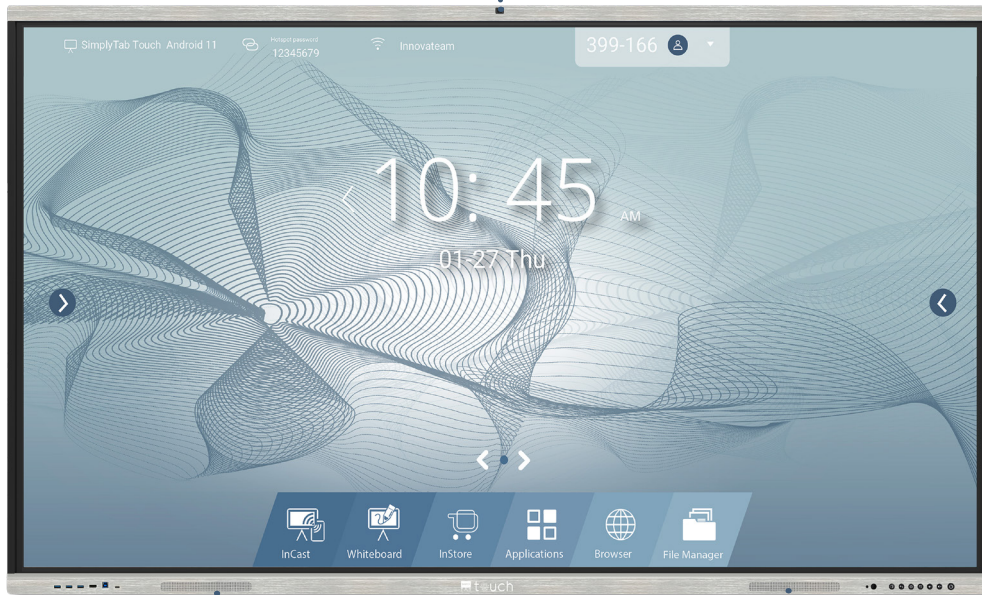 SimplyTab Touch Android 11
Hotspot password
12345679
Innovateam
399-166
10: 45 AM
01-27 Thu
InCast
Whiteboard
InStore
Applications
Browser
File Manager
touch